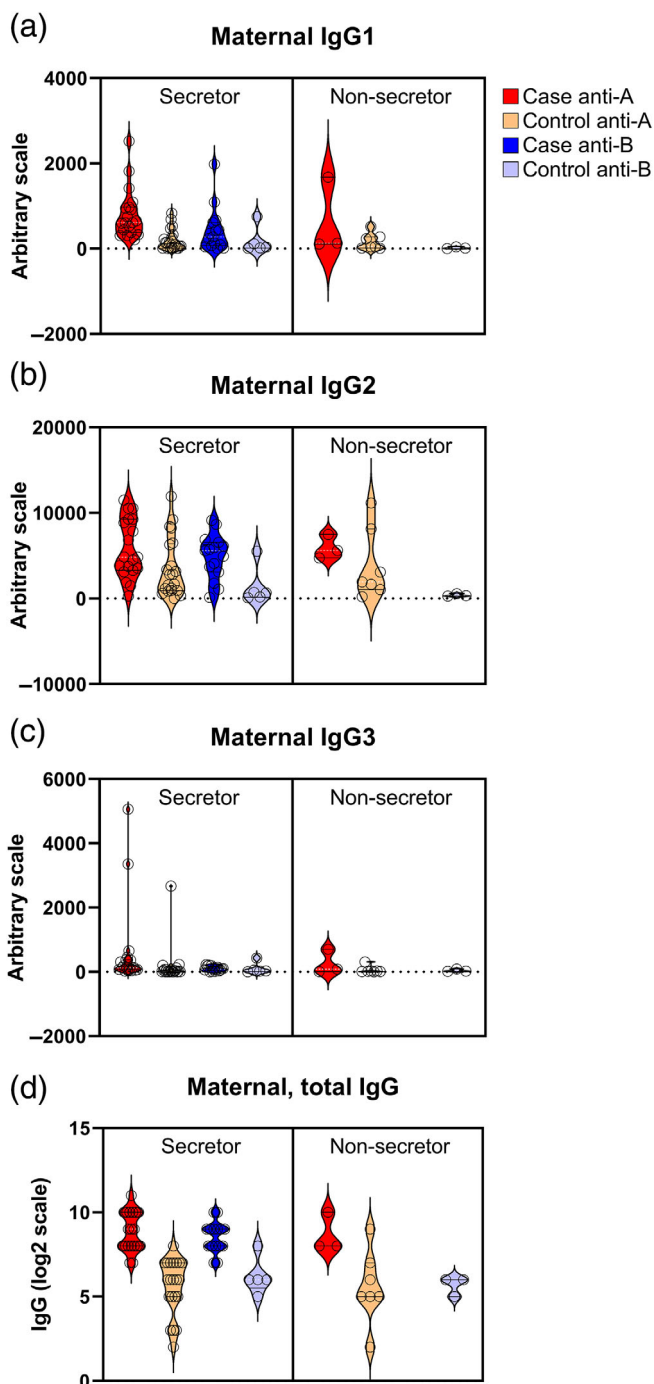 (a)
Maternal IgG1
4000
2000
0
–2000
Arbitrary scale
Secretor
Non-secretor
Case anti-A
Control anti-A
Case anti-B
Control anti-B
(b)
Maternal IgG2
20000
10000
0
–10000
Arbitrary scale
Secretor
Non-secretor
(c)
Maternal IgG3
6000
4000
2000
0
–2000
Arbitrary scale
Secretor
Non-secretor
(d)
Maternal, total IgG
15
10
5
0
IgG (log2 scale)
Secretor
Non-secretor